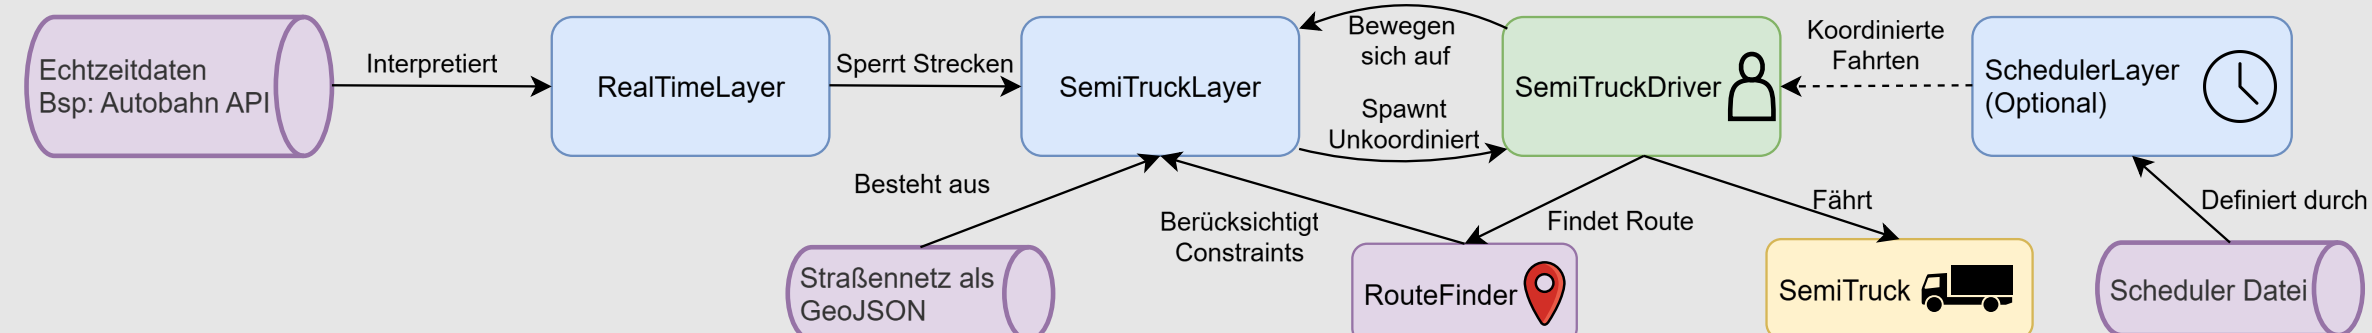 Echtzeitdaten
Bsp: Autobahn API
Interpretiert
RealTimeLayer
Sperrt Strecken
SemiTruckLayer
Bewegen
sich auf
Spawnt
Unkoordiniert
SemiTruckDriver
Koordinierte
Fahrten
SchedulerLayer
(Optional)
Besteht aus
Berücksichtigt
Constraints
Findet Route
Fährt
Definiert durch
Straßennetz als
GeoJSON
RouteFinder
SemiTruck
Scheduler Datei